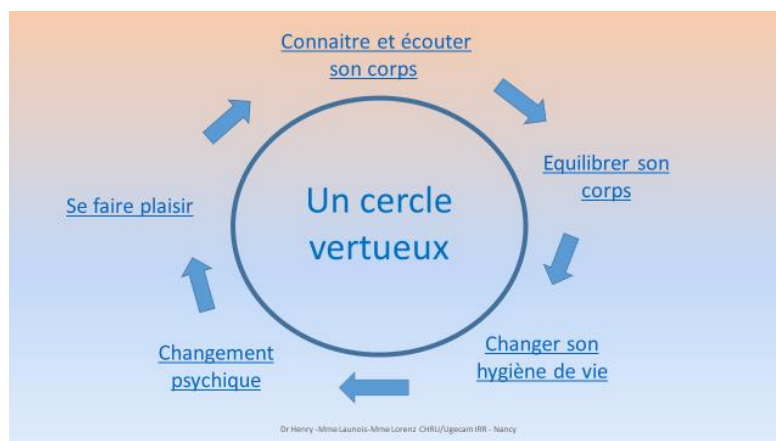 Connaitre et écouter
son corps
Equilibrer son
corps
Se faire plaisir
Un cercle
vertueux
Changer son
hygiène de vie
Changement
psychique
Dr Henry -Mme Launois-Mme Lorenz CHRU/Ugecam IRR - Nancy